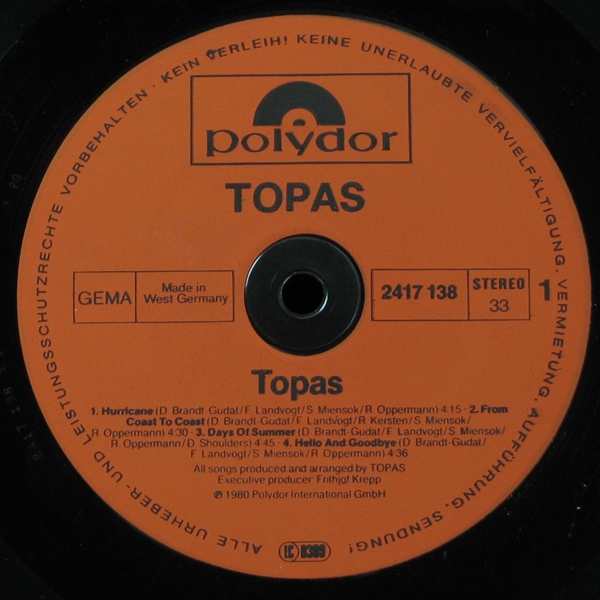 ALLE URHEBER- UND LEISTUNGSSCHUTZRECHTE VORBEHALTEN · KEIN VERLEIH! KEINE UNERLAUBTE VERVIELFÄLTIGUNG, VERMIETUNG, AUFFÜHRUNG, SENDUNG!
polydor
TOPAS
GEMA
Made in
West Germany
2417 138
STEREO
33
1
Topas
1. Hurricane (D. Brandt-Gudat/F. Landvogt/S. Miensok/R. Oppermann) 4:15 · 2. From
Coast To Coast (D. Brandt-Gudat/F. Landvogt/R. Kersten/S. Miensok/
R. Oppermann) 4:30 · 3. Days Of Summer (D. Brandt-Gudat/F. Landvogt/S. Miensok/
R. Oppermann/D. Shoulders) 4:45 · 4. Hello And Goodbye (D. Brandt-Gudat/
F. Landvogt/S. Miensok/R. Oppermann) 4:36
All songs produced and arranged by TOPAS
Executive producer: Frithjof Krepp
℗ 1980 Polydor International GmbH
LC 0309